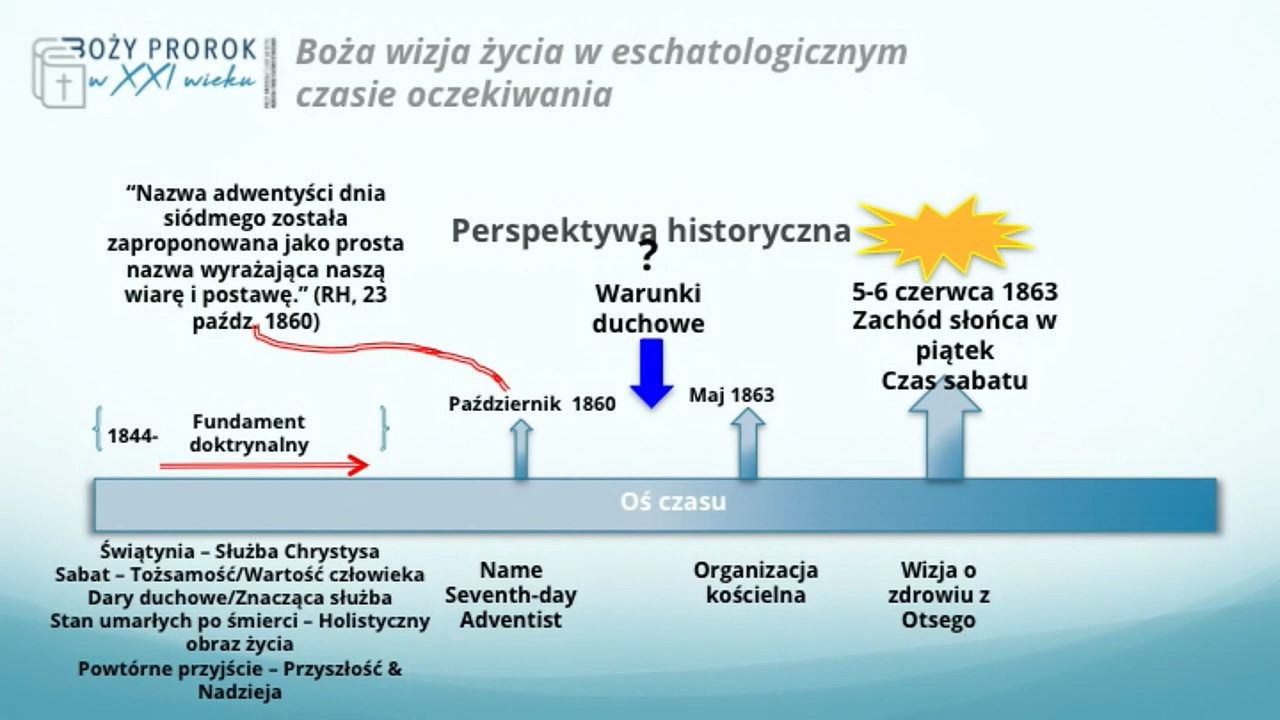 BOŻY PROROK
w XXI wieku
Boża wizja życia w eschatologicznym
czasie oczekiwania
“Nazwa adwentyści dnia
siódmego została
zaproponowana jako prosta
nazwa wyrażająca naszą
wiarę i postawę.” (RH, 23
paźdz. 1860)
Perspektywa historyczna
?
Warunki
duchowe
5-6 czerwca 1863
Zachód słońca w
piątek
Czas sabatu
Październik 1860
Maj 1863
1844-
Fundament
doktrynalny
Oś czasu
Świątynia – Służba Chrystysa
Sabat – Tożsamość/Wartość człowieka
Dary duchowe/Znacząca służba
Stan umarłych po śmierci – Holistyczny
obraz życia
Powtórne przyjście – Przyszłość &
Nadzieja
Name
Seventh-day
Adventist
Organizacja
kościelna
Wizja o
zdrowiu z
Otsego